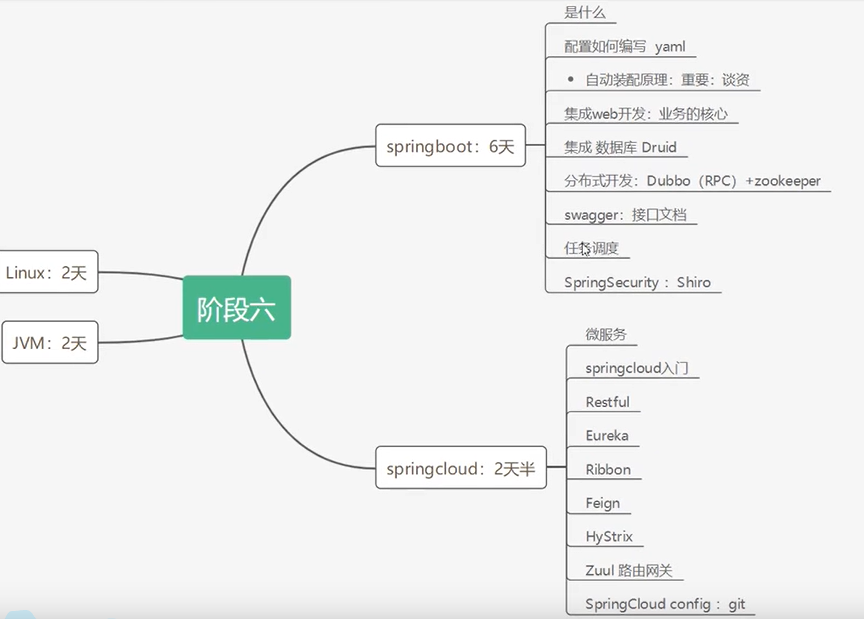 是什么
配置如何编写 yaml
自动装配原理：重要：谈资
集成web开发：业务的核心
springboot：6天
集成 数据库 Druid
分布式开发：Dubbo（RPC）+zookeeper
swagger：接口文档
任务调度
SpringSecurity ：Shiro
Linux：2天
阶段六
JVM：2天
微服务
springcloud入门
Restful
Eureka
springcloud：2天半
Ribbon
Feign
HyStrix
Zuul 路由网关
SpringCloud config ：git